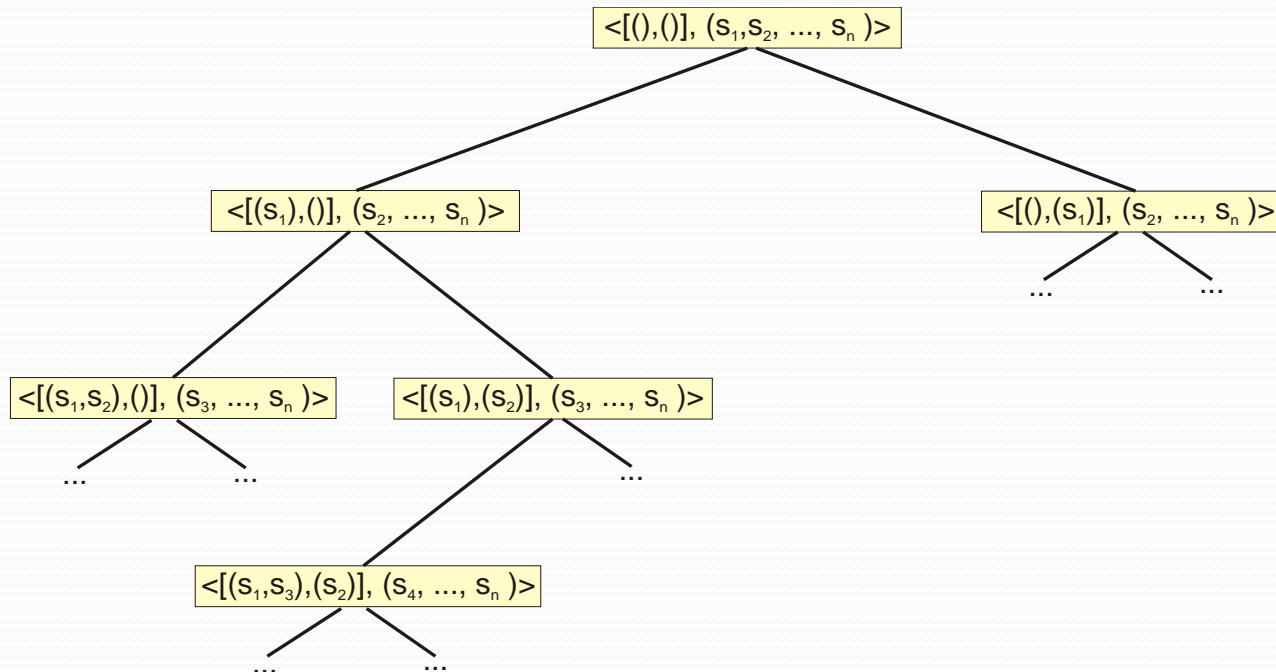 <[(),()], (s₁,s₂, ..., sₙ )>
<[(s₁),()], (s₂, ..., sₙ )>
<[(),(s₁)], (s₂, ..., sₙ )>
...
...
<[(s₁,s₂),()], (s₃, ..., sₙ )>
<[(s₁),(s₂)], (s₃, ..., sₙ )>
...
...
...
<[(s₁,s₃),(s₂)], (s₄, ..., sₙ )>
...
...